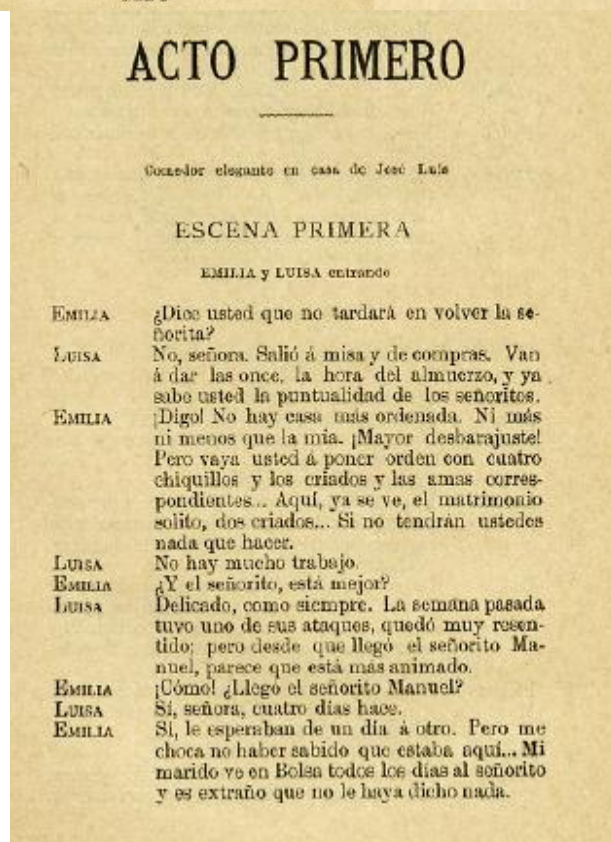 ACTO PRIMERO
Comedor elegante en casa de José Luis
ESCENA PRIMERA
EMILIA y LUISA entrando
EMILIA ¿Dice usted que no tardará en volver la se-
ñorita?
LUISA No, señora. Salió á misa y de compras. Van
á dar las once, la hora del almuerzo, y ya
sabe usted la puntualidad de los señoritos.
EMILIA ¡Digo! No hay casa más ordenada. Ni más
ni menos que la mía. ¡Mayor desbarajuste!
Pero vaya usted á poner orden con cuatro
chiquillos y los criados y las amas corres-
pondientes... Aquí, ya se ve, el matrimonio
solito, dos criados... Si no tendrán ustedes
nada que hacer.
LUISA No hay mucho trabajo.
EMILIA ¿Y el señorito, está mejor?
LUISA Delicado, como siempre. La semana pasada
tuvo uno de sus ataques, quedó muy resen-
tido; pero desde que llegó el señorito Ma-
nuel, parece que está más animado.
EMILIA ¡Cómo! ¿Llegó el señorito Manuel?
LUISA Sí, señora, cuatro días hace.
EMILIA Sí, le esperaban de un día á otro. Pero me
choca no haber sabido que estaba aquí... Mi
marido ve en Bolsa todos los días al señorito
y es extraño que no le haya dicho nada.